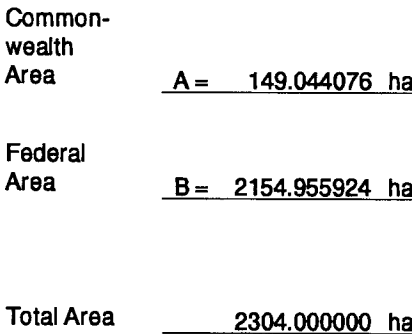 Common-
wealth
Area A = 149.044076 ha
Federal
Area B = 2154.955924 ha
Total Area 2304.000000 ha